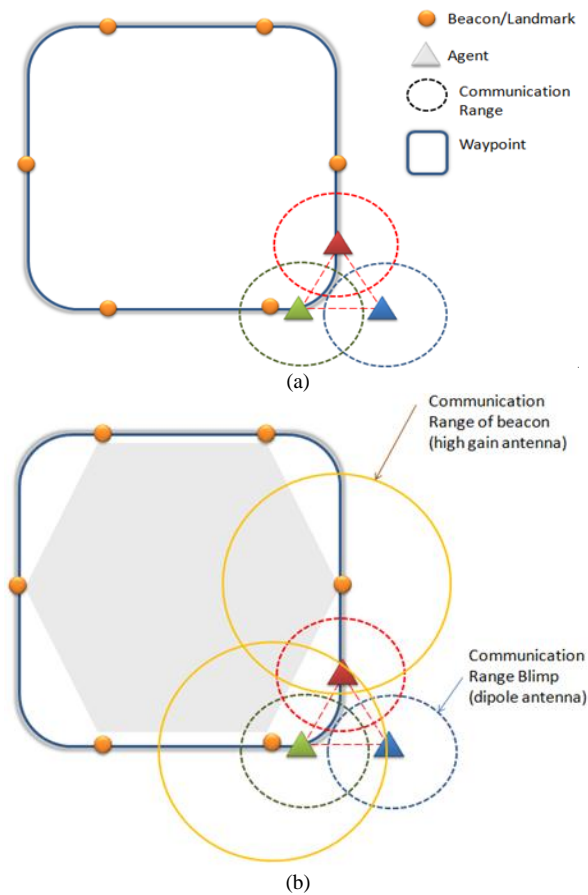 Beacon/Landmark
Agent
Communication
Range
Waypoint
(a)
Communication
Range of beacon
(high gain antenna)
Communication
Range Blimp
(dipole antenna)
(b)